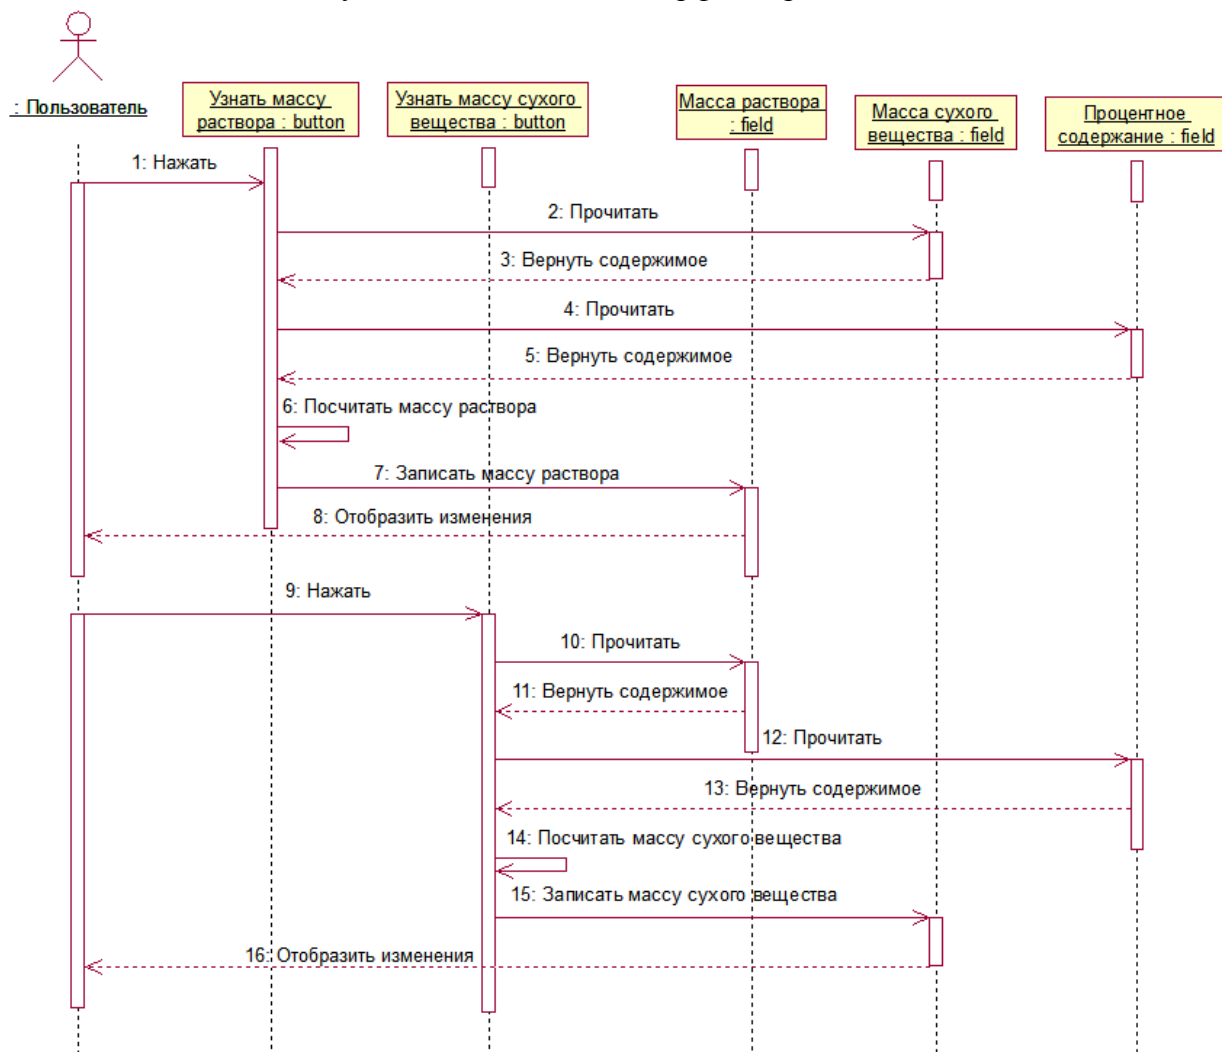 : Пользователь
Узнать массу
раствора : button
Узнать массу сухого
вещества : button
Масса раствора
: field
Масса сухого
вещества : field
Процентное
содержание : field
1: Нажать
2: Прочитать
3: Вернуть содержимое
4: Прочитать
5: Вернуть содержимое
6: Посчитать массу раствора
7: Записать массу раствора
8: Отобразить изменения
9: Нажать
10: Прочитать
11: Вернуть содержимое
12: Прочитать
13: Вернуть содержимое
14: Посчитать массу сухого вещества
15: Записать массу сухого вещества
16: Отобразить изменения